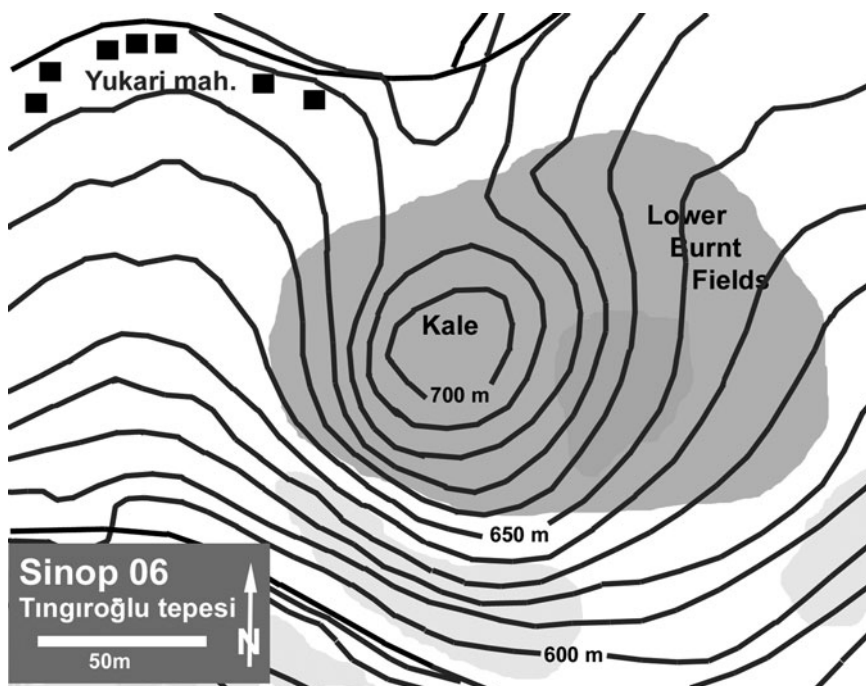 Yukari mah.
Lower
Burnt
Fields
Kale
700 m
650 m
600 m
Sinop 06
Tıngıroğlu tepesi
50m
N